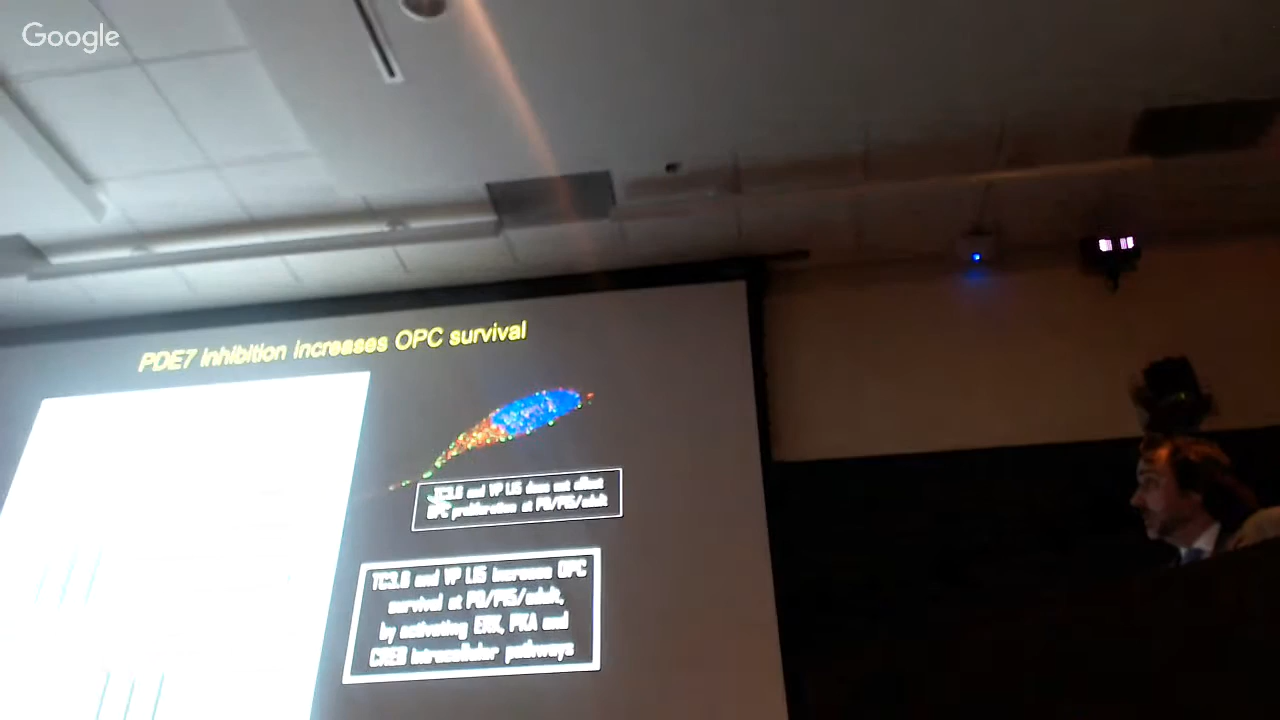 Google
PDE7 inhibition increases OPC survival
TC3.6 and VP1.15 does not affect
OPC proliferation at P0/P15/adult
TC3.6 and VP1.15 increase OPC
survival at P0/P15/adult,
by activating ERK, PKA and
CREB intracellular pathways